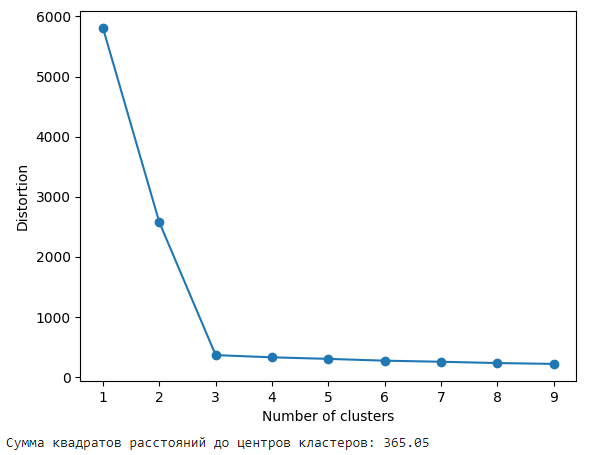 6000
5000
4000
3000
2000
1000
0
Distortion
1 2 3 4 5 6 7 8 9
Number of clusters
Сумма квадратов расстояний до центров кластеров: 365.05